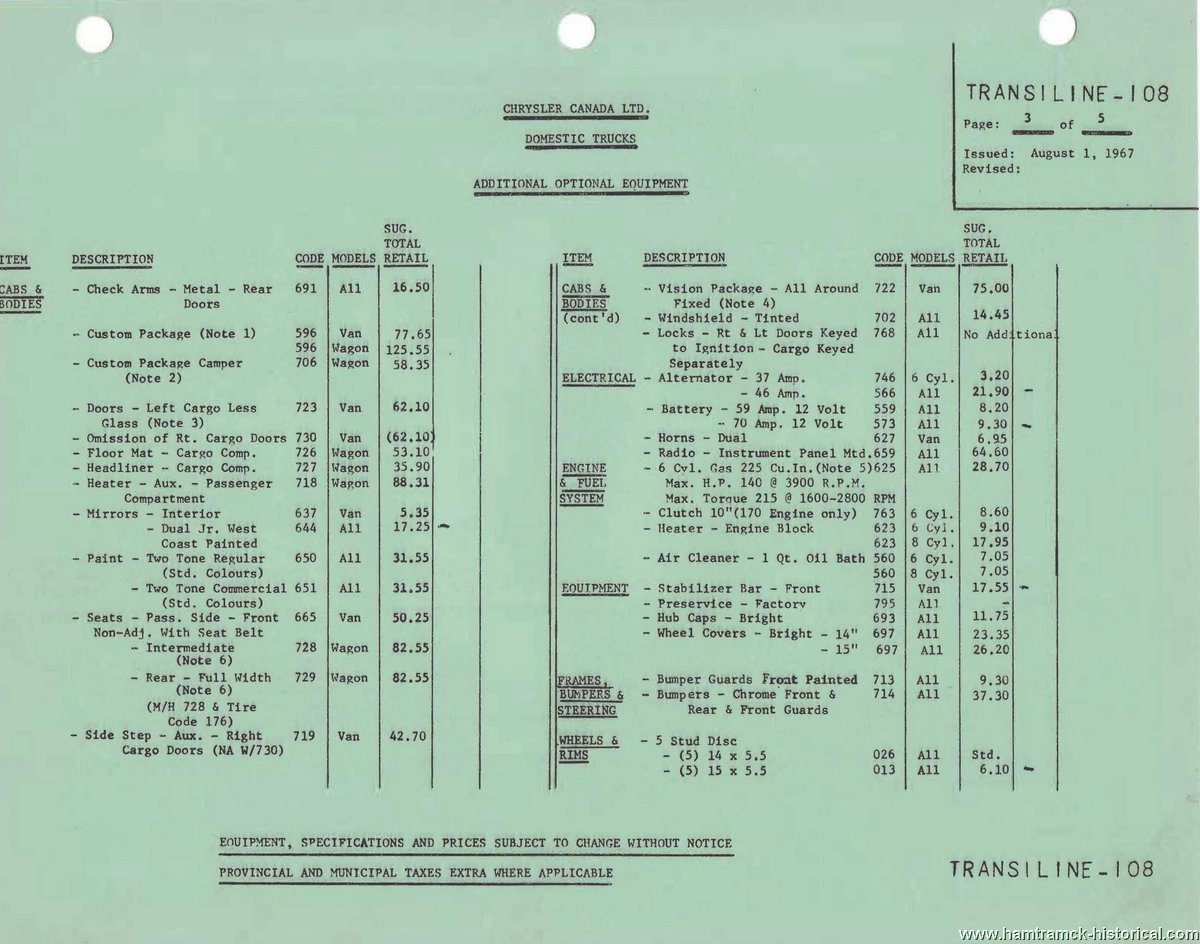 TRANSILINE-108
Page: 3 of 5
Issued: August 1, 1967
Revised:
CHRYSLER CANADA LTD.
DOMESTIC TRUCKS
ADDITIONAL OPTIONAL EQUIPMENT
ITEM DESCRIPTION CODE MODELS SUG. TOTAL RETAIL
CABS & BODIES
- Check Arms - Metal - Rear 691 All 16.50
Doors
- Custom Package (Note 1) 596 Van 77.65
596 Wagon 125.55
- Custom Package Camper 706 Wagon 58.35
(Note 2)
- Doors - Left Cargo Less 723 Van 62.10
Glass (Note 3)
- Omission of Rt. Cargo Doors 730 Van (62.10)
- Floor Mat - Cargo Comp. 726 Wagon 53.10
- Headliner - Cargo Comp. 727 Wagon 35.90
- Heater - Aux. - Passenger 718 Wagon 88.31
Compartment
- Mirrors - Interior 637 Van 5.35
- Dual Jr. West 644 All 17.25 -
Coast Painted
- Paint - Two Tone Regular 650 All 31.55
(Std. Colours)
- Two Tone Commercial 651 All 31.55
(Std. Colours)
- Seats - Pass. Side - Front 665 Van 50.25
Non-Adj. With Seat Belt
- Intermediate 728 Wagon 82.55
(Note 6)
- Rear - Full Width 729 Wagon 82.55
(Note 6)
(M/H 728 & Tire
Code 176)
- Side Step - Aux. - Right 719 Van 42.70
Cargo Doors (NA W/730)
ITEM DESCRIPTION CODE MODELS SUG. TOTAL RETAIL
CABS & BODIES (cont'd)
- Vision Package - All Around 722 Van 75.00
Fixed (Note 4)
- Windshield - Tinted 702 All 14.45
- Locks - Rt & Lt Doors Keyed 768 All No Additional
to Ignition - Cargo Keyed
Separately
ELECTRICAL - Alternator - 37 Amp. 746 6 Cyl. 3.20
- 46 Amp. 566 All 21.90 -
- Battery - 59 Amp. 12 Volt 559 All 8.20
- 70 Amp. 12 Volt 573 All 9.30 -
- Horns - Dual 627 Van 6.95
- Radio - Instrument Panel Mtd. 659 All 64.60
ENGINE & FUEL SYSTEM
- 6 Cyl. Gas 225 Cu.In.(Note 5) 625 All 28.70
Max. H.P. 140 @ 3900 R.P.M.
Max. Torque 215 @ 1600-2800 RPM
- Clutch 10"(170 Engine only) 763 6 Cyl. 8.60
- Heater - Engine Block 623 6 Cyl. 9.10
623 8 Cyl. 17.95
- Air Cleaner - 1 Qt. Oil Bath 560 6 Cyl. 7.05
560 8 Cyl. 7.05
EQUIPMENT - Stabilizer Bar - Front 715 Van 17.55 -
- Preservice - Factory 795 All -
- Hub Caps - Bright 693 All 11.75
- Wheel Covers - Bright - 14" 697 All 23.35
- 15" 697 All 26.20
FRAMES, BUMPERS & STEERING
- Bumper Guards Front Painted 713 All 9.30
- Bumpers - Chrome Front & 714 All 37.30
Rear & Front Guards
WHEELS & RIMS
- 5 Stud Disc
- (5) 14 x 5.5 026 All Std.
- (5) 15 x 5.5 013 All 6.10 -
EQUIPMENT, SPECIFICATIONS AND PRICES SUBJECT TO CHANGE WITHOUT NOTICE
PROVINCIAL AND MUNICIPAL TAXES EXTRA WHERE APPLICABLE
TRANSILINE-108
www.hamtramck-historical.com